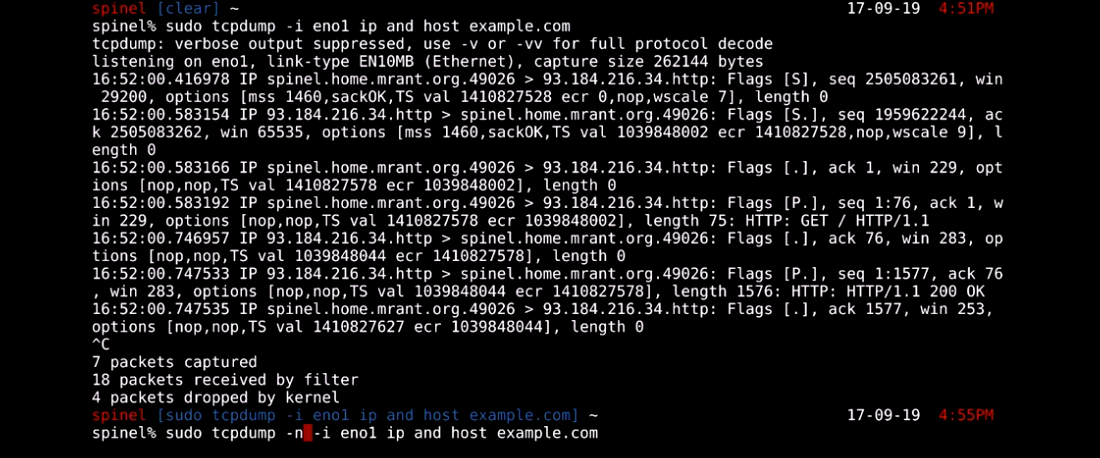 spinel [clear] ~ 17-09-19 4:51PM
spinel% sudo tcpdump -i eno1 ip and host example.com
tcpdump: verbose output suppressed, use -v or -vv for full protocol decode
listening on eno1, link-type EN10MB (Ethernet), capture size 262144 bytes
16:52:00.416978 IP spinel.home.mrant.org.49026 > 93.184.216.34.http: Flags [S], seq 2505083261, win
 29200, options [mss 1460,sackOK,TS val 1410827528 ecr 0,nop,wscale 7], length 0
16:52:00.583154 IP 93.184.216.34.http > spinel.home.mrant.org.49026: Flags [S.], seq 1959622244, ac
k 2505083262, win 65535, options [mss 1460,sackOK,TS val 1039848002 ecr 1410827528,nop,wscale 9], l
ength 0
16:52:00.583166 IP spinel.home.mrant.org.49026 > 93.184.216.34.http: Flags [.], ack 1, win 229, opt
ions [nop,nop,TS val 1410827578 ecr 1039848002], length 0
16:52:00.583192 IP spinel.home.mrant.org.49026 > 93.184.216.34.http: Flags [P.], seq 1:76, ack 1, w
in 229, options [nop,nop,TS val 1410827578 ecr 1039848002], length 75: HTTP: GET / HTTP/1.1
16:52:00.746957 IP 93.184.216.34.http > spinel.home.mrant.org.49026: Flags [.], ack 76, win 283, op
tions [nop,nop,TS val 1039848044 ecr 1410827578], length 0
16:52:00.747533 IP 93.184.216.34.http > spinel.home.mrant.org.49026: Flags [P.], seq 1:1577, ack 76
, win 283, options [nop,nop,TS val 1039848044 ecr 1410827578], length 1576: HTTP: HTTP/1.1 200 OK
16:52:00.747535 IP spinel.home.mrant.org.49026 > 93.184.216.34.http: Flags [.], ack 1577, win 253,
options [nop,nop,TS val 1410827627 ecr 1039848044], length 0
^C
7 packets captured
18 packets received by filter
4 packets dropped by kernel
spinel [sudo tcpdump -i eno1 ip and host example.com] ~ 17-09-19 4:55PM
spinel% sudo tcpdump -n -i eno1 ip and host example.com